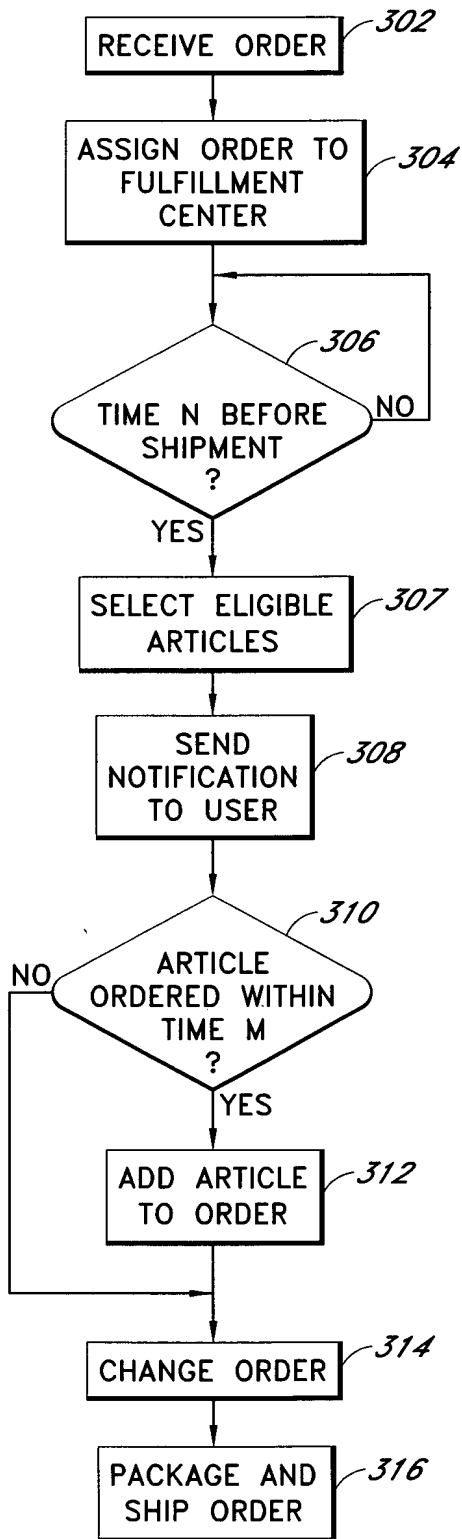 RECEIVE ORDER
302
ASSIGN ORDER TO
FULFILLMENT
CENTER
304
306
TIME N BEFORE
SHIPMENT
?
NO
YES
SELECT ELIGIBLE
ARTICLES
307
SEND
NOTIFICATION
TO USER
308
310
NO
ARTICLE
ORDERED WITHIN
TIME M
?
YES
ADD ARTICLE
TO ORDER
312
CHANGE ORDER
314
PACKAGE AND
SHIP ORDER
316